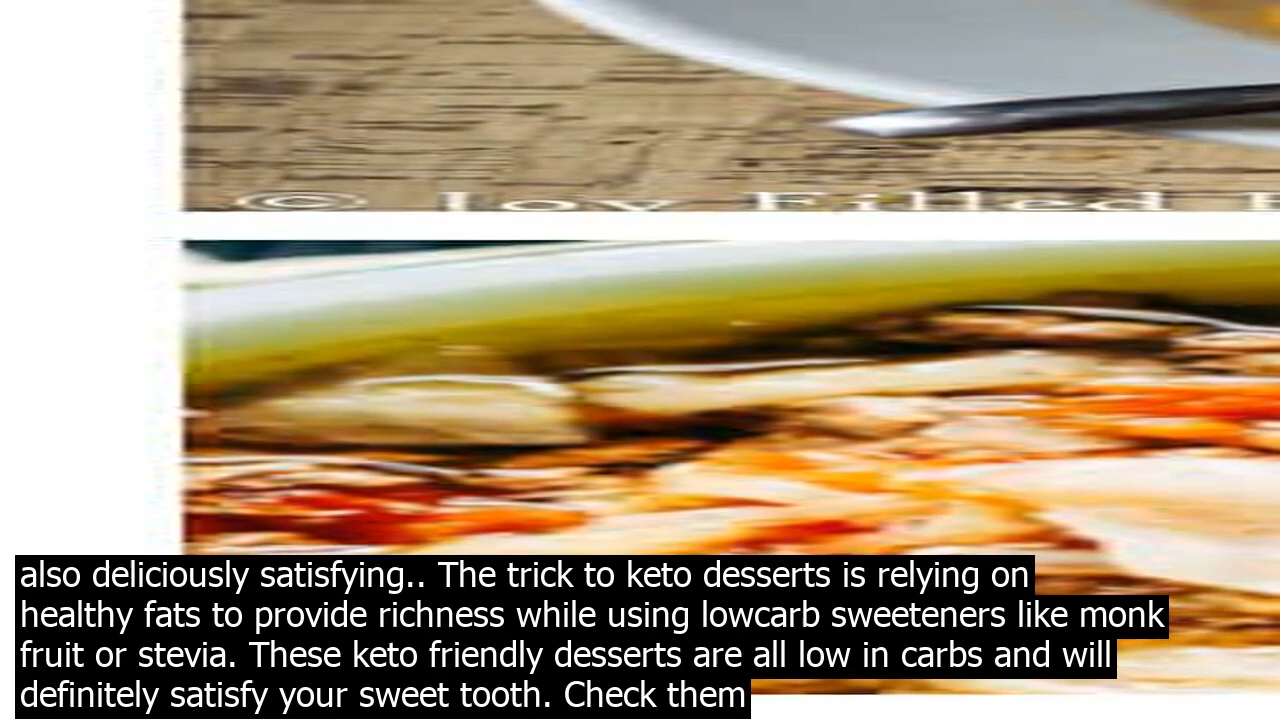 © Joy Filled
also deliciously satisfying.. The trick to keto desserts is relying on
healthy fats to provide richness while using lowcarb sweeteners like monk
fruit or stevia. These keto friendly desserts are all low in carbs and will
definitely satisfy your sweet tooth. Check them